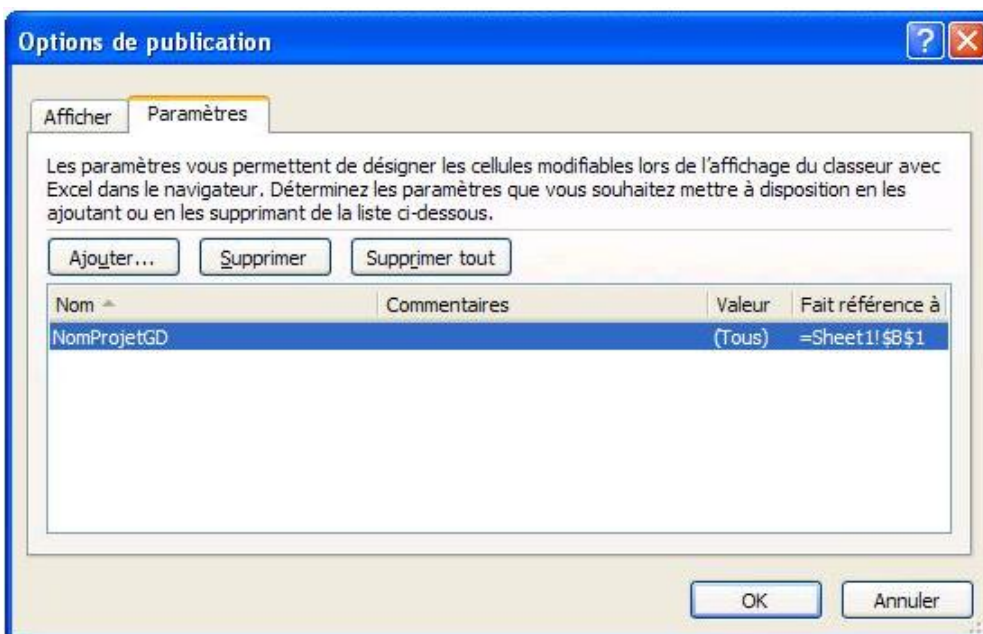 Options de publication
Afficher Paramètres
Les paramètres vous permettent de désigner les cellules modifiables lors de l'affichage du classeur avec
Excel dans le navigateur. Déterminez les paramètres que vous souhaitez mettre à disposition en les
ajoutant ou en les supprimant de la liste ci-dessous.
Ajouter... Supprimer Supprimer tout
Nom Commentaires Valeur Fait référence à
NomProjetGD (Tous) =Sheet1!$B$1
OK Annuler